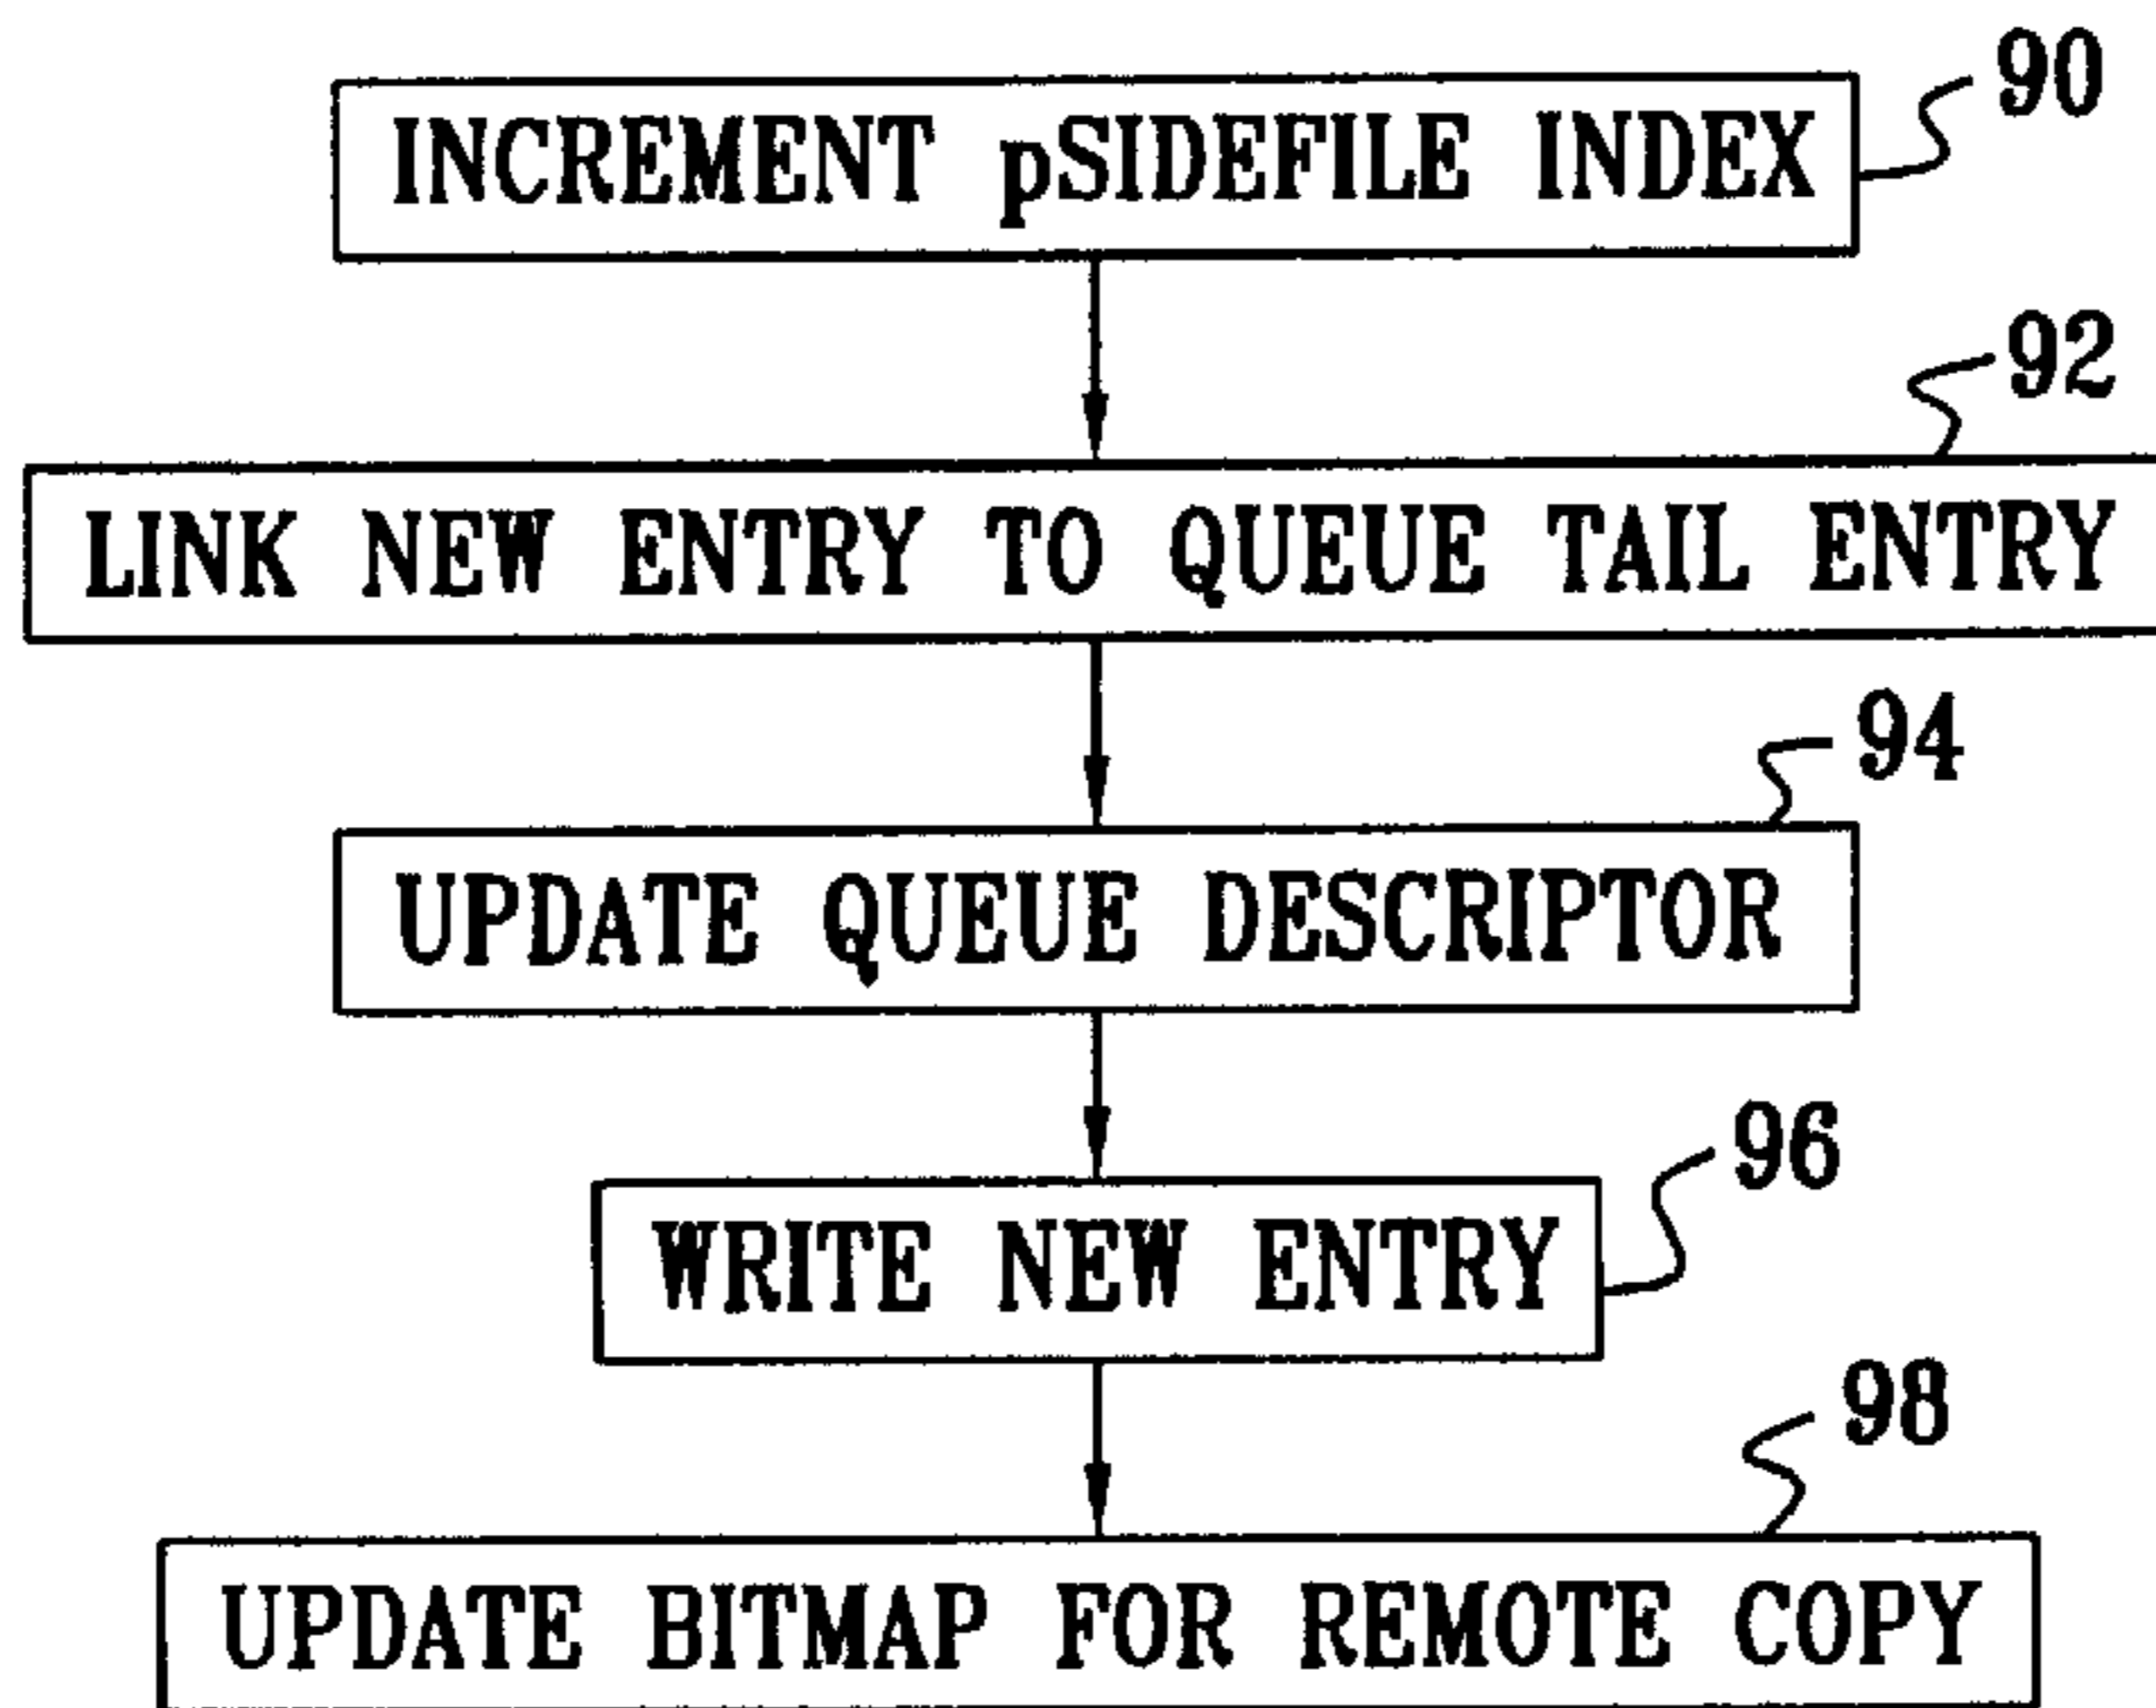 90
INCREMENT pSIDEFILE INDEX
92
LINK NEW ENTRY TO QUEUE TAIL ENTRY
94
UPDATE QUEUE DESCRIPTOR
96
WRITE NEW ENTRY
98
UPDATE BITMAP FOR REMOTE COPY